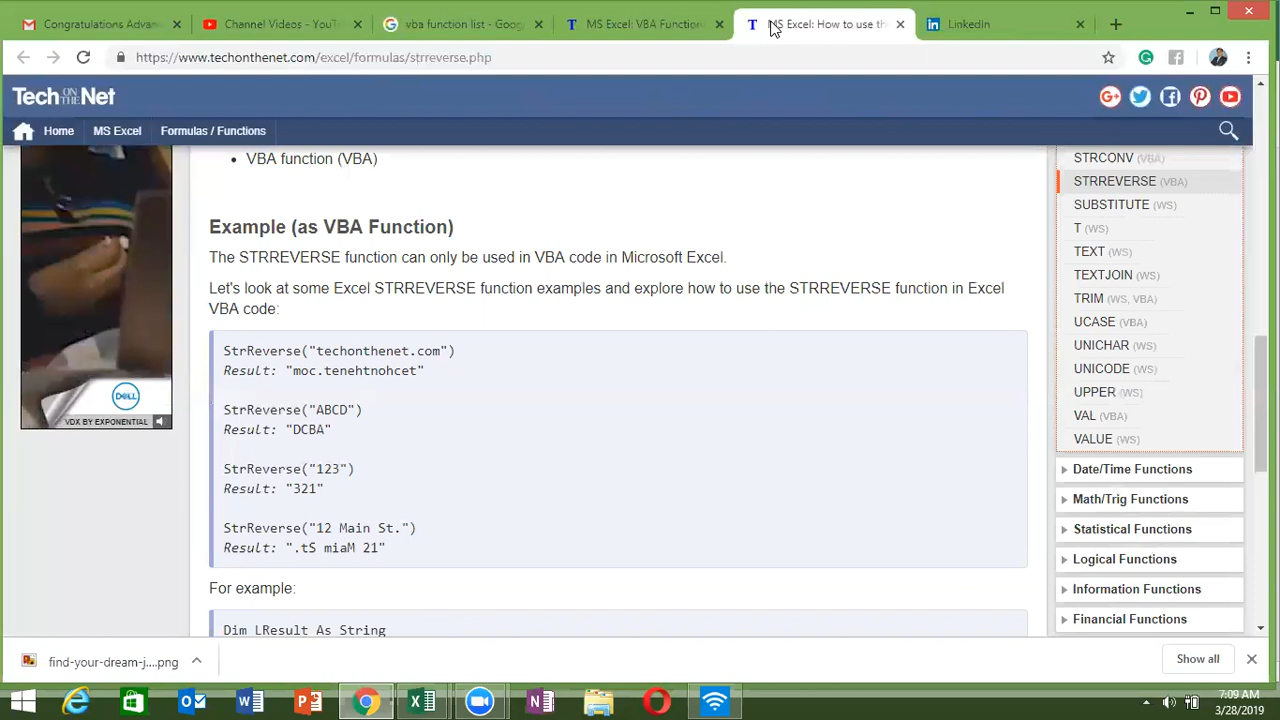 Congratulations Advan
Channel Videos - YouT
vba function list - Goog
MS Excel: VBA Function
MS Excel: How to use th
LinkedIn
https://www.techonthenet.com/excel/formulas/strreverse.php
Tech ON THE Net
Home
MS Excel
Formulas / Functions
VBA function (VBA)
Example (as VBA Function)
The STRREVERSE function can only be used in VBA code in Microsoft Excel.
Let's look at some Excel STRREVERSE function examples and explore how to use the STRREVERSE function in Excel
VBA code:
StrReverse("techonthenet.com")
Result: "moc.tenehtnohcet"
StrReverse("ABCD")
Result: "DCBA"
StrReverse("123")
Result: "321"
StrReverse("12 Main St.")
Result: ".tS miaM 21"
For example:
Dim LResult As String
STRCONV (VBA)
STRREVERSE (VBA)
SUBSTITUTE (WS)
T (WS)
TEXT (WS)
TEXTJOIN (WS)
TRIM (WS, VBA)
UCASE (VBA)
UNICHAR (WS)
UNICODE (WS)
UPPER (WS)
VAL (VBA)
VALUE (WS)
Date/Time Functions
Math/Trig Functions
Statistical Functions
Logical Functions
Information Functions
Financial Functions
DELL
VDX BY EXPONENTIAL
find-your-dream-j....png
Show all
7:09 AM
3/28/2019